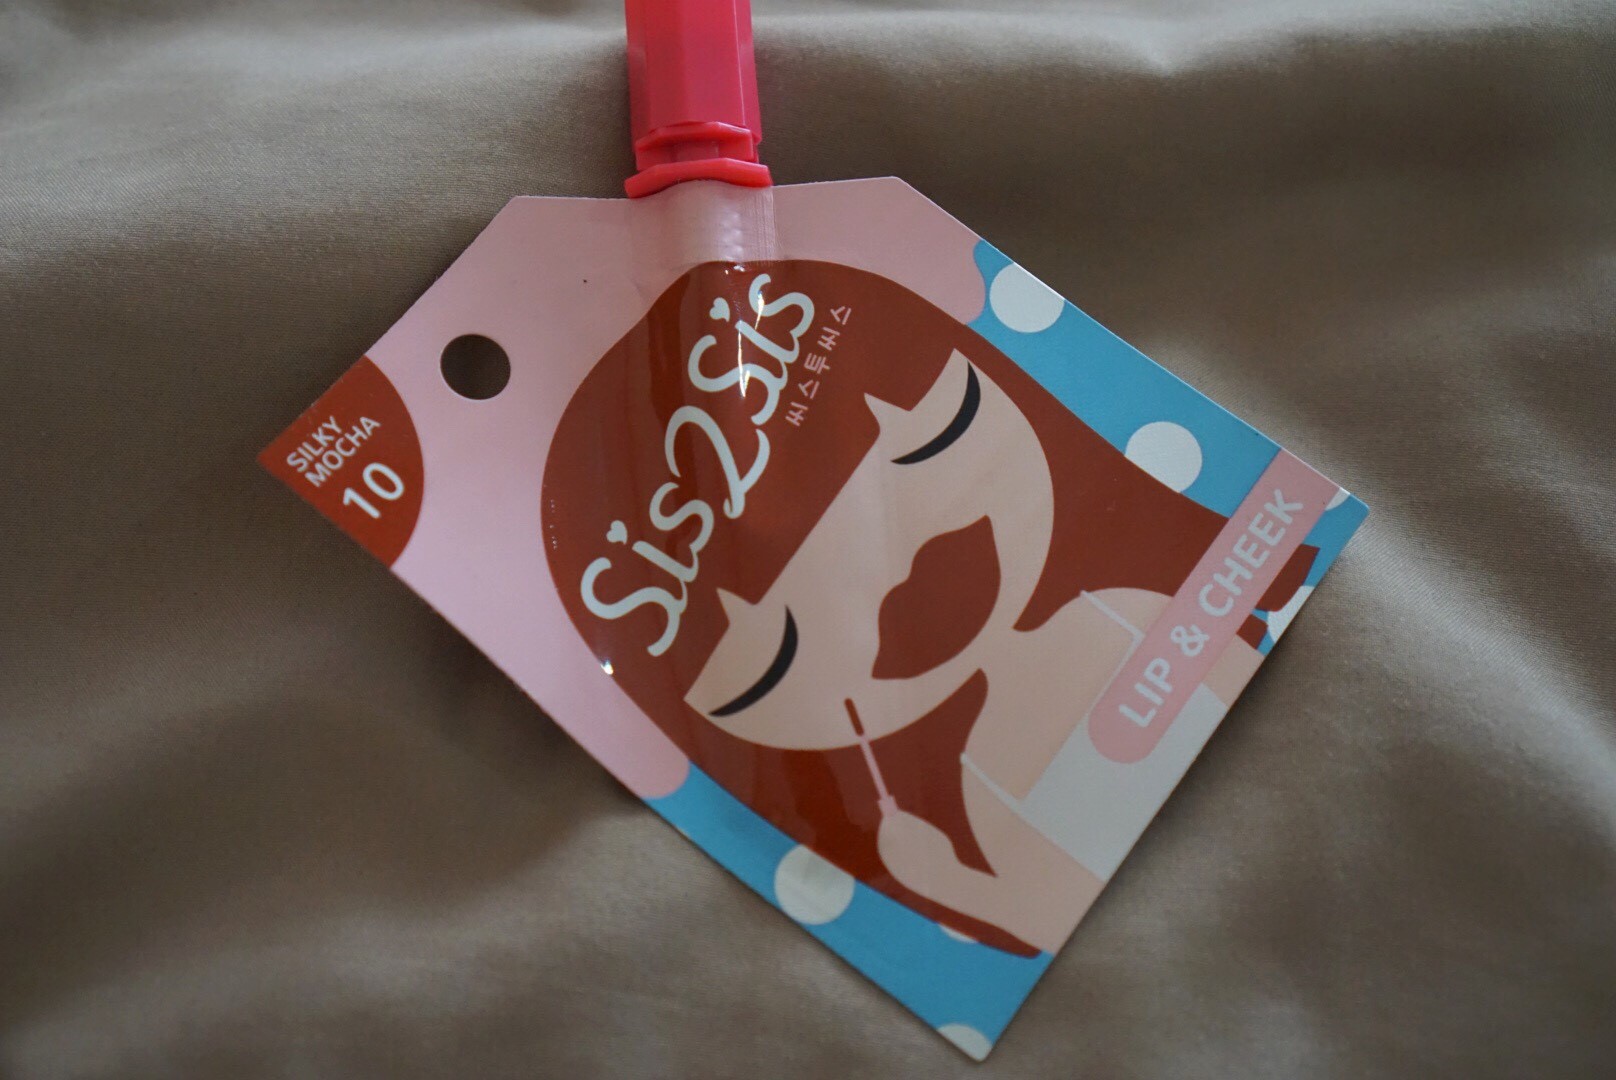 SILKY
MOCHA
10
Sis2Sis
씨스투씨스
LIP & CHEEK